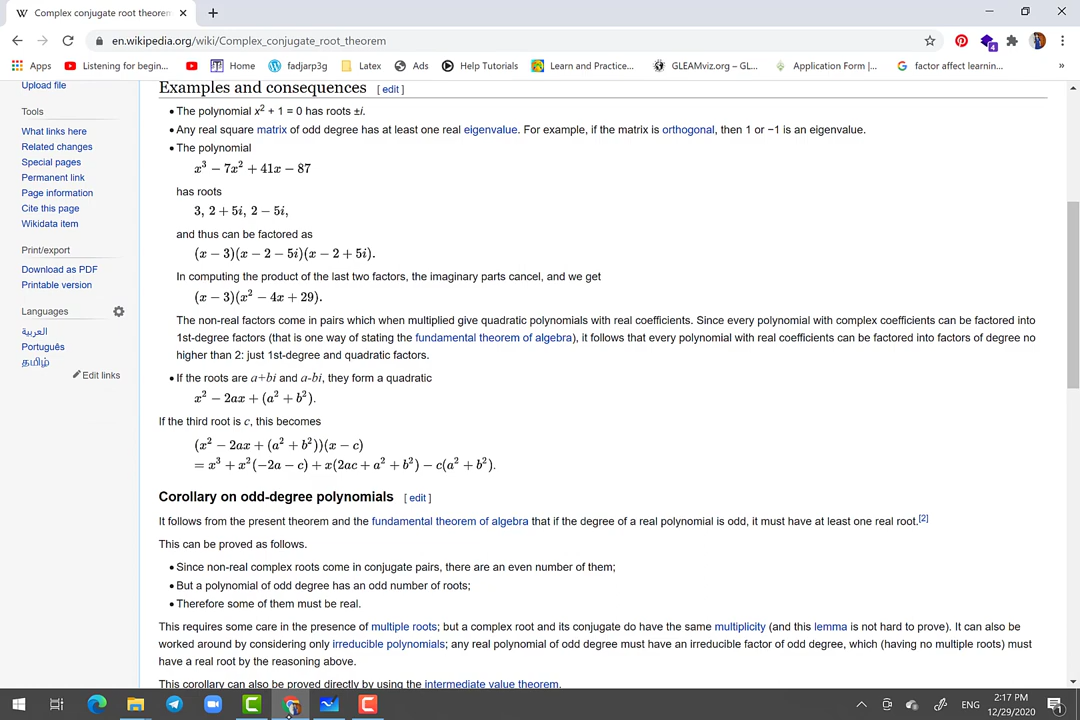 Complex conjugate root theorem
en.wikipedia.org/wiki/Complex_conjugate_root_theorem
4
Apps
Listening for begin...
Home
fadjarp3g
Latex
Ads
Help Tutorials
Learn and Practice...
GLEAMviz.org – GL...
Application Form |...
factor affect learnin...
»
Upload file
Tools
What links here
Related changes
Special pages
Permanent link
Page information
Cite this page
Wikidata item
Print/export
Download as PDF
Printable version
Languages
العربية
Português
தமிழ்
Edit links
Examples and consequences [ edit ]
• The polynomial x² + 1 = 0 has roots ±i.
• Any real square matrix of odd degree has at least one real eigenvalue. For example, if the matrix is orthogonal, then 1 or −1 is an eigenvalue.
• The polynomial
x³ − 7x² + 41x − 87
has roots
3, 2 + 5i, 2 − 5i,
and thus can be factored as
(x − 3)(x − 2 − 5i)(x − 2 + 5i).
In computing the product of the last two factors, the imaginary parts cancel, and we get
(x − 3)(x² − 4x + 29).
The non-real factors come in pairs which when multiplied give quadratic polynomials with real coefficients. Since every polynomial with complex coefficients can be factored into
1st-degree factors (that is one way of stating the fundamental theorem of algebra), it follows that every polynomial with real coefficients can be factored into factors of degree no
higher than 2: just 1st-degree and quadratic factors.
• If the roots are a+bi and a-bi, they form a quadratic
x² − 2ax + (a² + b²).
If the third root is c, this becomes
(x² − 2ax + (a² + b²))(x − c)
= x³ + x²(−2a − c) + x(2ac + a² + b²) − c(a² + b²).
Corollary on odd-degree polynomials [ edit ]
It follows from the present theorem and the fundamental theorem of algebra that if the degree of a real polynomial is odd, it must have at least one real root.[2]
This can be proved as follows.
• Since non-real complex roots come in conjugate pairs, there are an even number of them;
• But a polynomial of odd degree has an odd number of roots;
• Therefore some of them must be real.
This requires some care in the presence of multiple roots; but a complex root and its conjugate do have the same multiplicity (and this lemma is not hard to prove). It can also be
worked around by considering only irreducible polynomials; any real polynomial of odd degree must have an irreducible factor of odd degree, which (having no multiple roots) must
have a real root by the reasoning above.
This corollary can also be proved directly by using the intermediate value theorem.
ENG
2:17 PM
12/29/2020
1